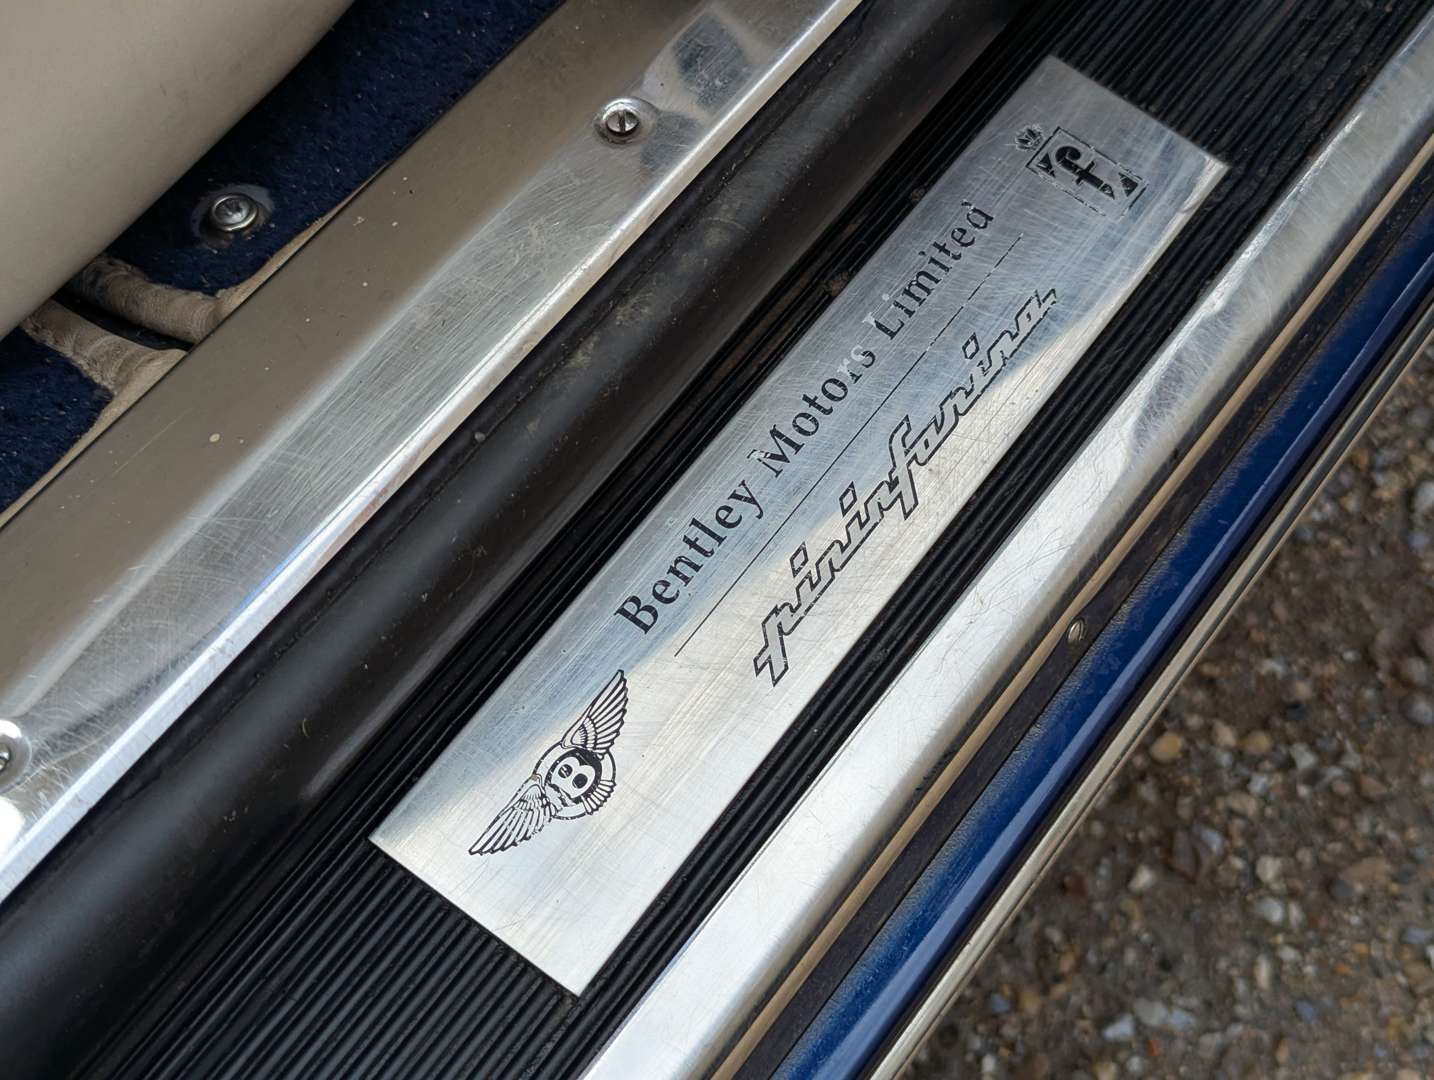 f
Bentley Motors Limited
pininfarina
B